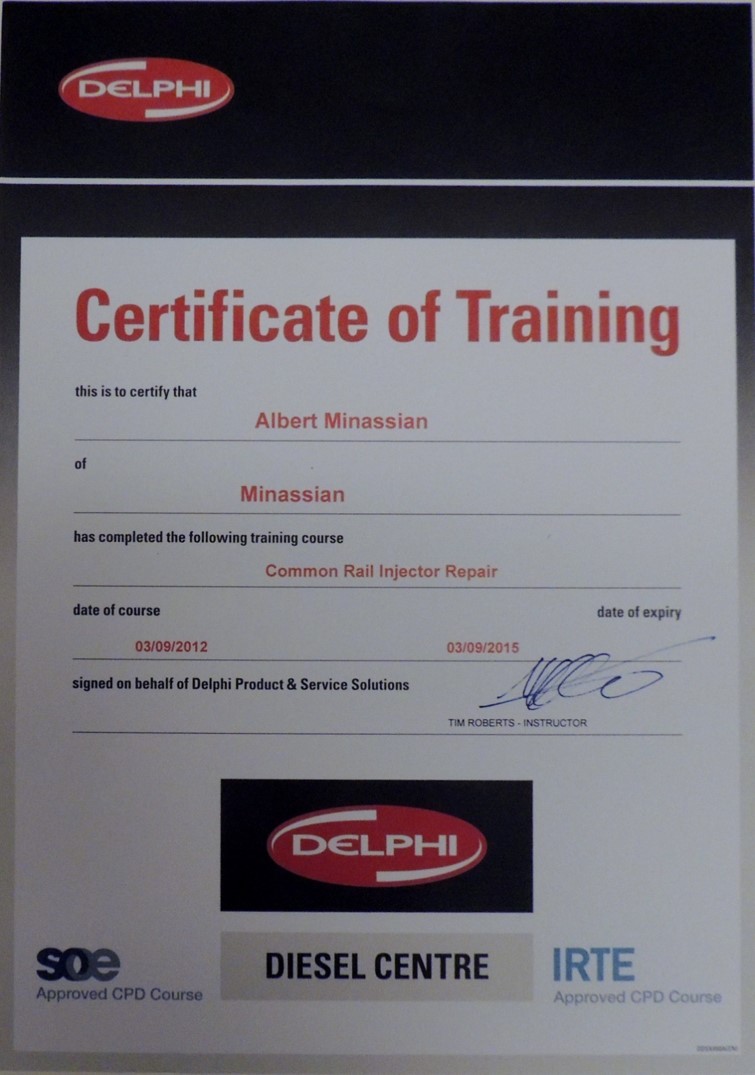 DELPHI
Certificate of Training
this is to certify that
Albert Minassian
of
Minassian
has completed the following training course
Common Rail Injector Repair
date of course date of expiry
03/09/2012 03/09/2015
signed on behalf of Delphi Product & Service Solutions
TIM ROBERTS - INSTRUCTOR
DELPHI
DIESEL CENTRE
soe
Approved CPD Course
IRTE
Approved CPD Course